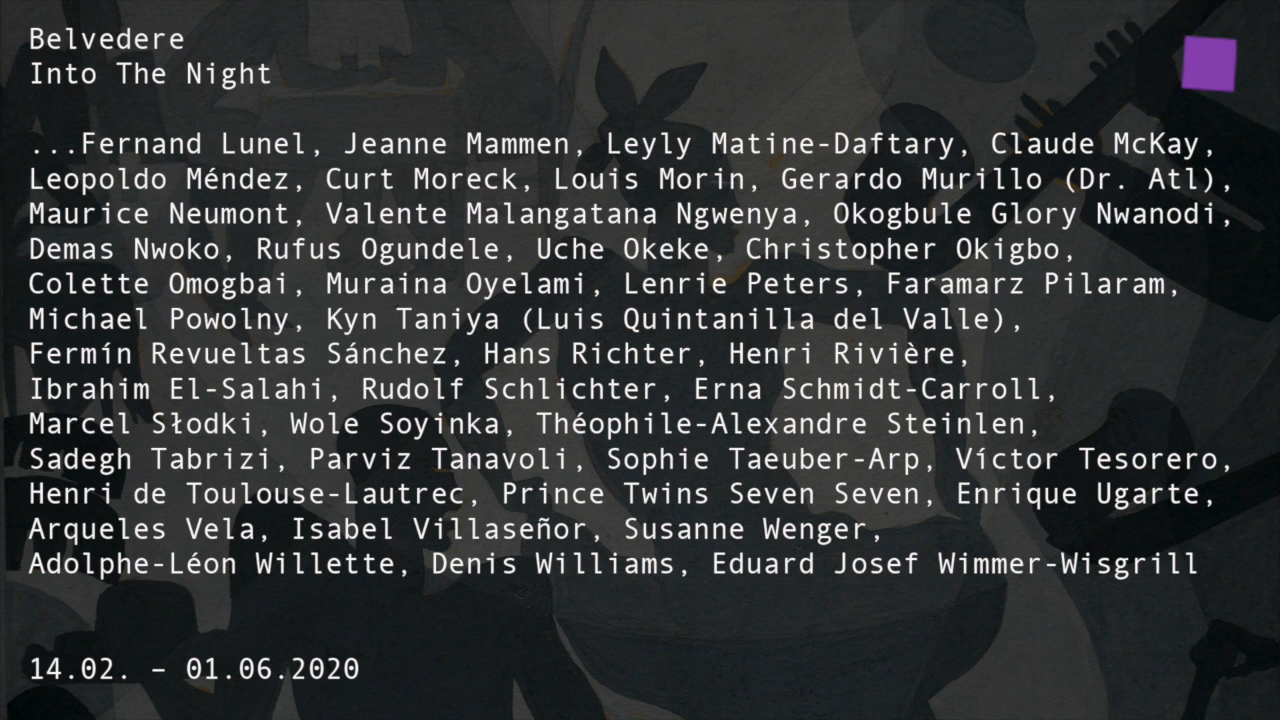 Belvedere
Into The Night
...Fernand Lunel, Jeanne Mammen, Leyly Matine-Daftary, Claude McKay,
Leopoldo Méndez, Curt Moreck, Louis Morin, Gerardo Murillo (Dr. Atl),
Maurice Neumont, Valente Malangatana Ngwenya, Okogbule Glory Nwanodi,
Demas Nwoko, Rufus Ogundele, Uche Okeke, Christopher Okigbo,
Colette Omogbai, Muraina Oyelami, Lenrie Peters, Faramarz Pilaram,
Michael Powolny, Kyn Taniya (Luis Quintanilla del Valle),
Fermín Revueltas Sánchez, Hans Richter, Henri Rivière,
Ibrahim El-Salahi, Rudolf Schlichter, Erna Schmidt-Carroll,
Marcel Słodki, Wole Soyinka, Théophile-Alexandre Steinlen,
Sadegh Tabrizi, Parviz Tanavoli, Sophie Taeuber-Arp, Víctor Tesorero,
Henri de Toulouse-Lautrec, Prince Twins Seven Seven, Enrique Ugarte,
Arqueles Vela, Isabel Villaseñor, Susanne Wenger,
Adolphe-Léon Willette, Denis Williams, Eduard Josef Wimmer-Wisgrill
14.02. – 01.06.2020